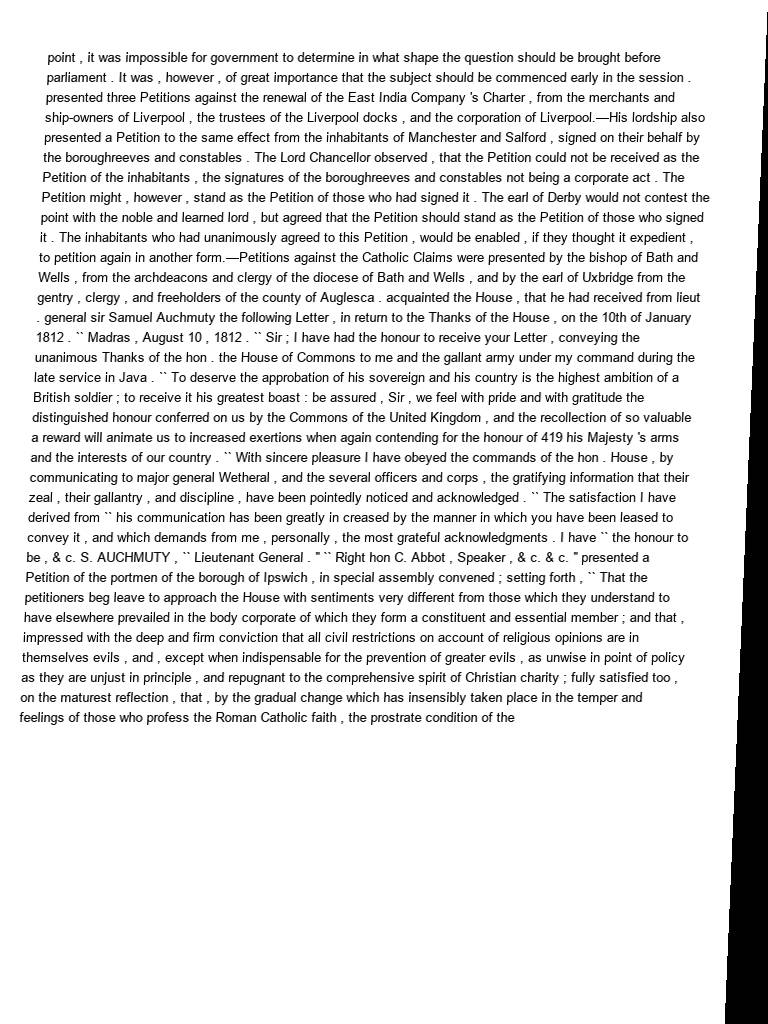 point , it was impossible for government to determine in what shape the question should be brought before
parliament . It was , however , of great importance that the subject should be commenced early in the session .
presented three Petitions against the renewal of the East India Company 's Charter , from the merchants and
ship-owners of Liverpool , the trustees of the Liverpool docks , and the corporation of Liverpool.—His lordship also
presented a Petition to the same effect from the inhabitants of Manchester and Salford , signed on their behalf by
the boroughreeves and constables . The Lord Chancellor observed , that the Petition could not be received as the
Petition of the inhabitants , the signatures of the boroughreeves and constables not being a corporate act . The
Petition might , however , stand as the Petition of those who had signed it . The earl of Derby would not contest the
point with the noble and learned lord , but agreed that the Petition should stand as the Petition of those who signed
it . The inhabitants who had unanimously agreed to this Petition , would be enabled , if they thought it expedient ,
to petition again in another form.—Petitions against the Catholic Claims were presented by the bishop of Bath and
Wells , from the archdeacons and clergy of the diocese of Bath and Wells , and by the earl of Uxbridge from the
gentry , clergy , and freeholders of the county of Auglesca . acquainted the House , that he had received from lieut
. general sir Samuel Auchmuty the following Letter , in return to the Thanks of the House , on the 10th of January
1812 . `` Madras , August 10 , 1812 . `` Sir ; I have had the honour to receive your Letter , conveying the
unanimous Thanks of the hon . the House of Commons to me and the gallant army under my command during the
late service in Java . `` To deserve the approbation of his sovereign and his country is the highest ambition of a
British soldier ; to receive it his greatest boast : be assured , Sir , we feel with pride and with gratitude the
distinguished honour conferred on us by the Commons of the United Kingdom , and the recollection of so valuable
a reward will animate us to increased exertions when again contending for the honour of 419 his Majesty 's arms
and the interests of our country . `` With sincere pleasure I have obeyed the commands of the hon . House , by
communicating to major general Wetheral , and the several officers and corps , the gratifying information that their
zeal , their gallantry , and discipline , have been pointedly noticed and acknowledged . `` The satisfaction I have
derived from `` his communication has been greatly in creased by the manner in which you have been leased to
convey it , and which demands from me , personally , the most grateful acknowledgments . I have `` the honour to
be , & c. S. AUCHMUTY , `` Lieutenant General . " `` Right hon C. Abbot , Speaker , & c. & c. " presented a
Petition of the portmen of the borough of Ipswich , in special assembly convened ; setting forth , `` That the
petitioners beg leave to approach the House with sentiments very different from those which they understand to
have elsewhere prevailed in the body corporate of which they form a constituent and essential member ; and that ,
impressed with the deep and firm conviction that all civil restrictions on account of religious opinions are in
themselves evils , and , except when indispensable for the prevention of greater evils , as unwise in point of policy
as they are unjust in principle , and repugnant to the comprehensive spirit of Christian charity ; fully satisfied too ,
on the maturest reflection , that , by the gradual change which has insensibly taken place in the temper and
feelings of those who profess the Roman Catholic faith , the prostrate condition of the